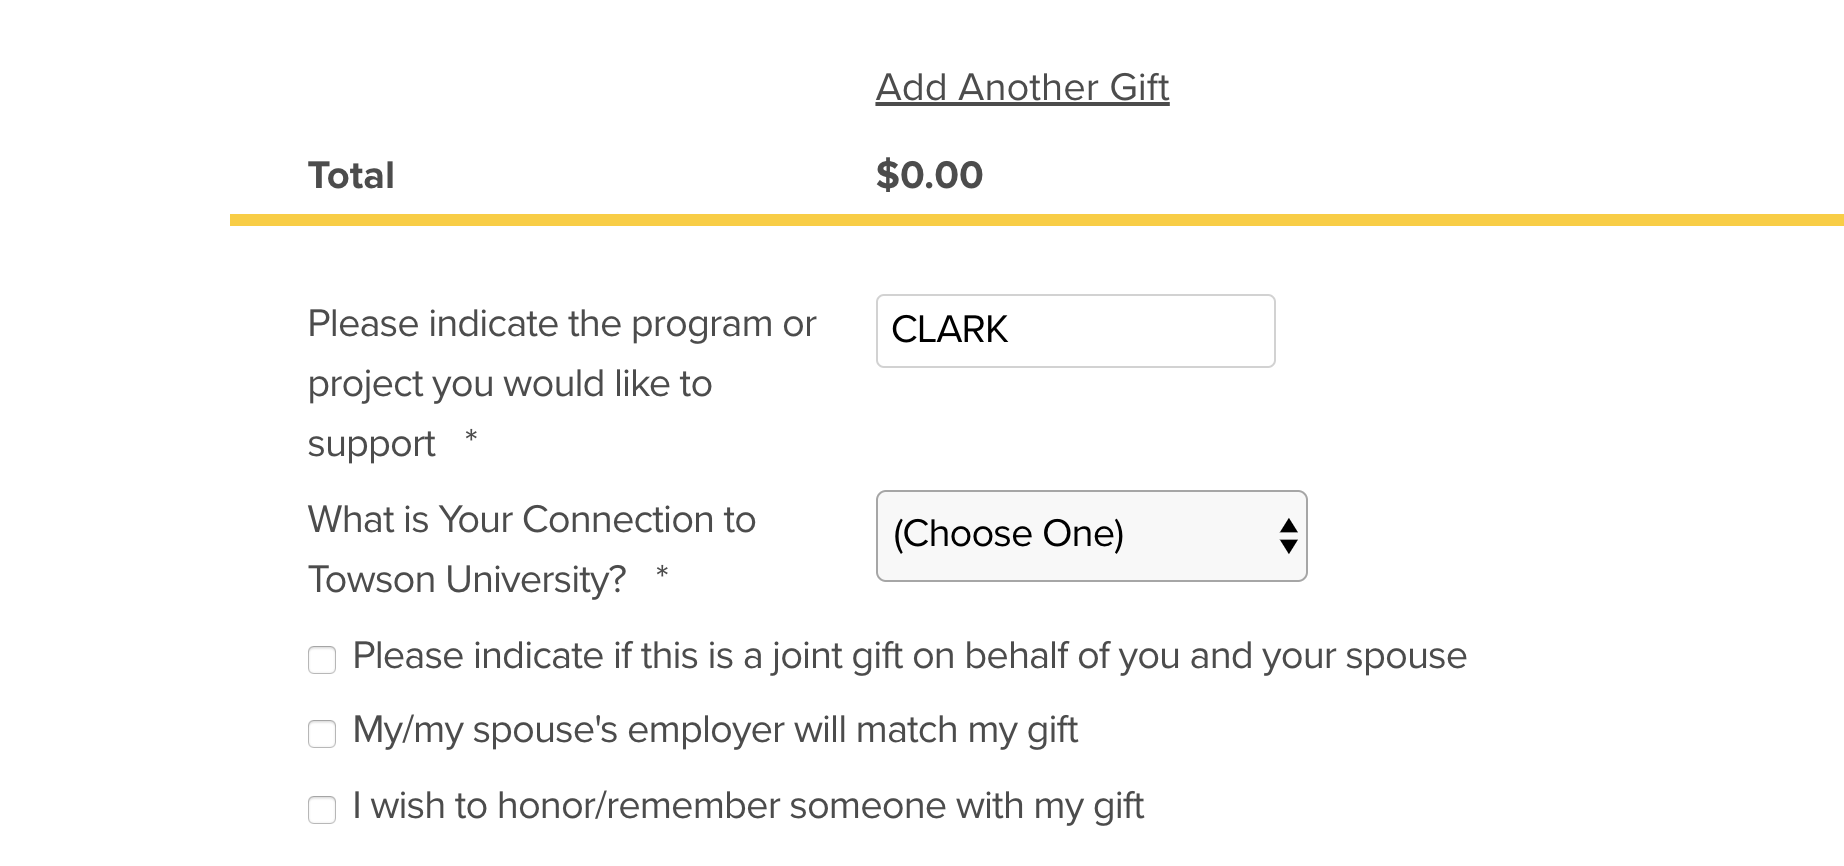 Add Another Gift
Total $0.00
Please indicate the program or
project you would like to
support *
CLARK
What is Your Connection to
Towson University? *
(Choose One)
Please indicate if this is a joint gift on behalf of you and your spouse
My/my spouse's employer will match my gift
I wish to honor/remember someone with my gift